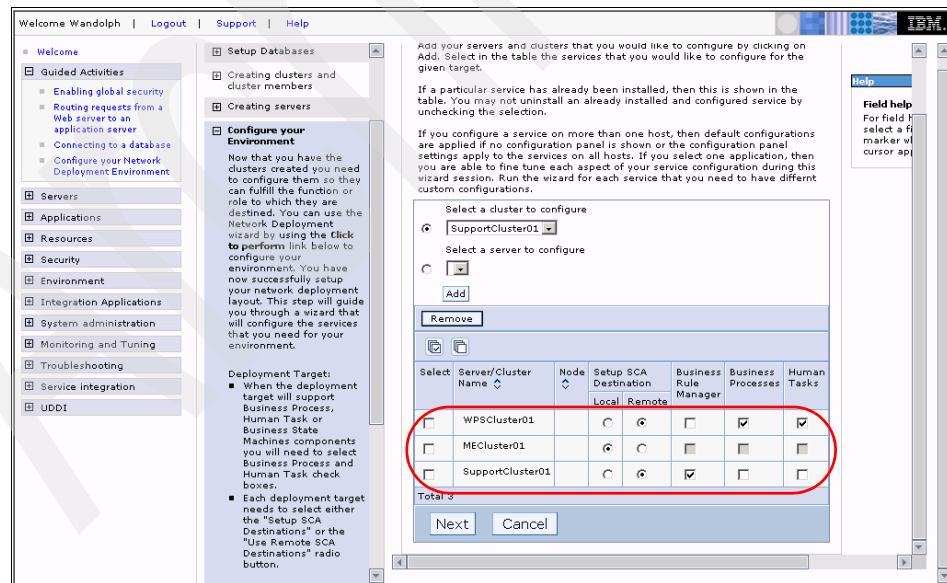 Welcome Wandolph | Logout | Support | Help
IBM.
Welcome
Guided Activities
Enabling global security
Routing requests from a
Web server to an
application server
Connecting to a database
Configure your Network
Deployment Environment
Servers
Applications
Resources
Security
Environment
Integration Applications
System administration
Monitoring and Tuning
Troubleshooting
Service integration
UDDI
Setup Databases
Creating clusters and
cluster members
Creating servers
Configure your
Environment
Now that you have the
clusters created you need
to configure them so they
can fulfill the function or
role to which they are
destined. You can use the
Network Deployment
wizard by using the Click
to perform link below to
configure your
environment. You have
now successfully setup
your network deployment
layout. This step will guide
you through a wizard that
will configure the services
that you need for your
environment.
Deployment Target:
When the deployment
target will support
Business Process,
Human Task or
Business State
Machines components
you will need to select
Business Process and
Human Task check
boxes.
Each deployment target
needs to select either
the "Setup SCA
Destinations" or the
"Use Remote SCA
Destinations" radio
button.
Add your servers and clusters that you would like to configure by clicking on
Add. Select in the table the services that you would like to configure for the
given target.
If a particular service has already been installed, then this is shown in the
table. You may not uninstall an already installed and configured service by
unchecking the selection.
If you configure a service on more than one host, then default configurations
are applied if no configuration panel is shown or the configuration panel
settings apply to the services on all hosts. If you select one application, then
you are able to fine tune each aspect of your service configuration during this
wizard session. Run the wizard for each service that you need to have differnt
custom configurations.
Select a cluster to configure
SupportCluster01
Select a server to configure
Add
Remove
Select Server/Cluster Name Node Setup SCA Destination Business Rule Manager Business Processes Human Tasks
Local Remote
WPSCluster01
MECluster01
SupportCluster01
Total 3
Next Cancel
Help
Field help
For field
select a
marker
cursor